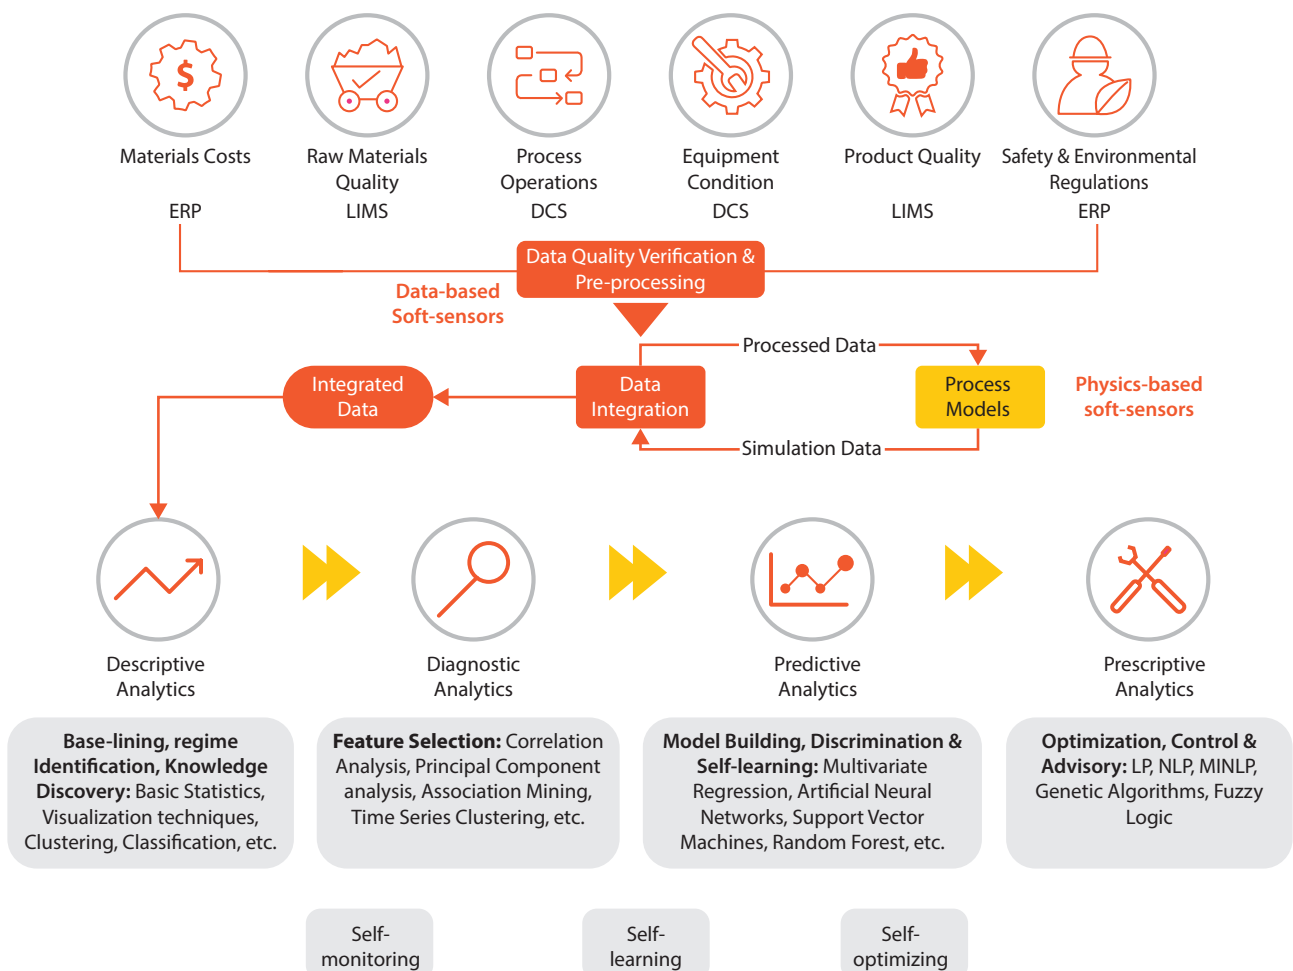 $
Materials Costs
ERP
Raw Materials
Quality
LIMS
Process
Operations
DCS
Equipment
Condition
DCS
Product Quality
LIMS
Safety & Environmental
Regulations
ERP
Data Quality Verification &
Pre-processing
Data-based
Soft-sensors
Processed Data
Integrated
Data
Data
Integration
Process
Models
Physics-based
soft-sensors
Simulation Data
Descriptive
Analytics
Diagnostic
Analytics
Predictive
Analytics
Prescriptive
Analytics
Base-lining, regime
Identification, Knowledge
Discovery: Basic Statistics,
Visualization techniques,
Clustering, Classification, etc.
Feature Selection: Correlation
Analysis, Principal Component
analysis, Association Mining,
Time Series Clustering, etc.
Model Building, Discrimination &
Self-learning: Multivariate
Regression, Artificial Neural
Networks, Support Vector
Machines, Random Forest, etc.
Optimization, Control &
Advisory: LP, NLP, MINLP,
Genetic Algorithms, Fuzzy
Logic
Self-
monitoring
Self-
learning
Self-
optimizing